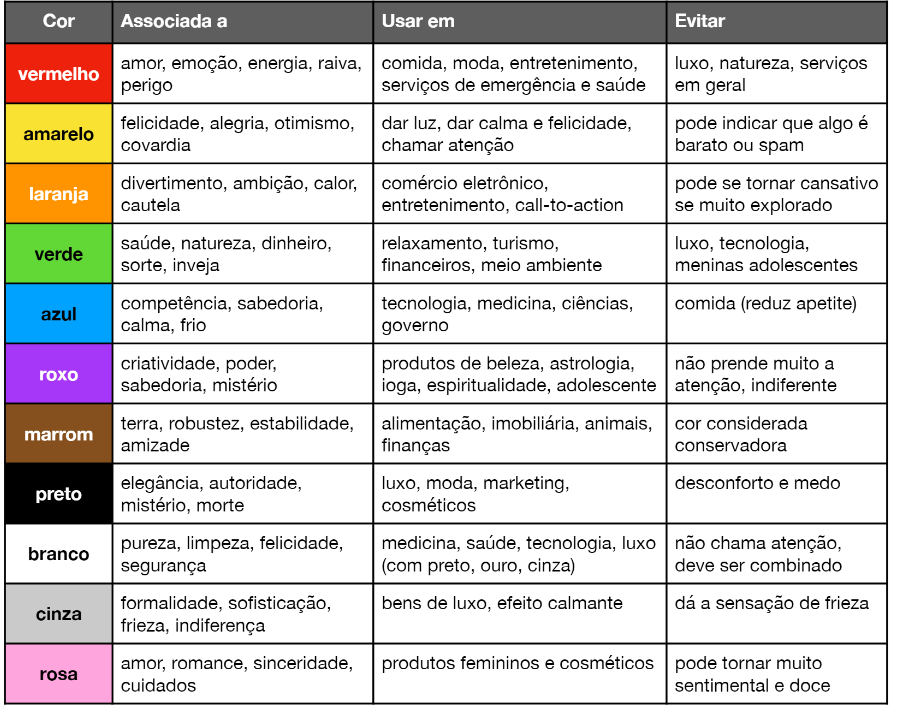 Cor Associada a Usar em Evitar
vermelho amor, emoção, energia, raiva, perigo comida, moda, entretenimento, serviços de emergência e saúde luxo, natureza, serviços em geral
amarelo felicidade, alegria, otimismo, covardia dar luz, dar calma e felicidade, chamar atenção pode indicar que algo é barato ou spam
laranja divertimento, ambição, calor, cautela comércio eletrônico, entretenimento, call-to-action pode se tornar cansativo se muito explorado
verde saúde, natureza, dinheiro, sorte, inveja relaxamento, turismo, financeiros, meio ambiente luxo, tecnologia, meninas adolescentes
azul competência, sabedoria, calma, frio tecnologia, medicina, ciências, governo comida (reduz apetite)
roxo criatividade, poder, sabedoria, mistério produtos de beleza, astrologia, ioga, espiritualidade, adolescente não prende muito a atenção, indiferente
marrom terra, robustez, estabilidade, amizade alimentação, imobiliária, animais, finanças cor considerada conservadora
preto elegância, autoridade, mistério, morte luxo, moda, marketing, cosméticos desconforto e medo
branco pureza, limpeza, felicidade, segurança medicina, saúde, tecnologia, luxo (com preto, ouro, cinza) não chama atenção, deve ser combinado
cinza formalidade, sofisticação, frieza, indiferença bens de luxo, efeito calmante dá a sensação de frieza
rosa amor, romance, sinceridade, cuidados produtos femininos e cosméticos pode tornar muito sentimental e doce